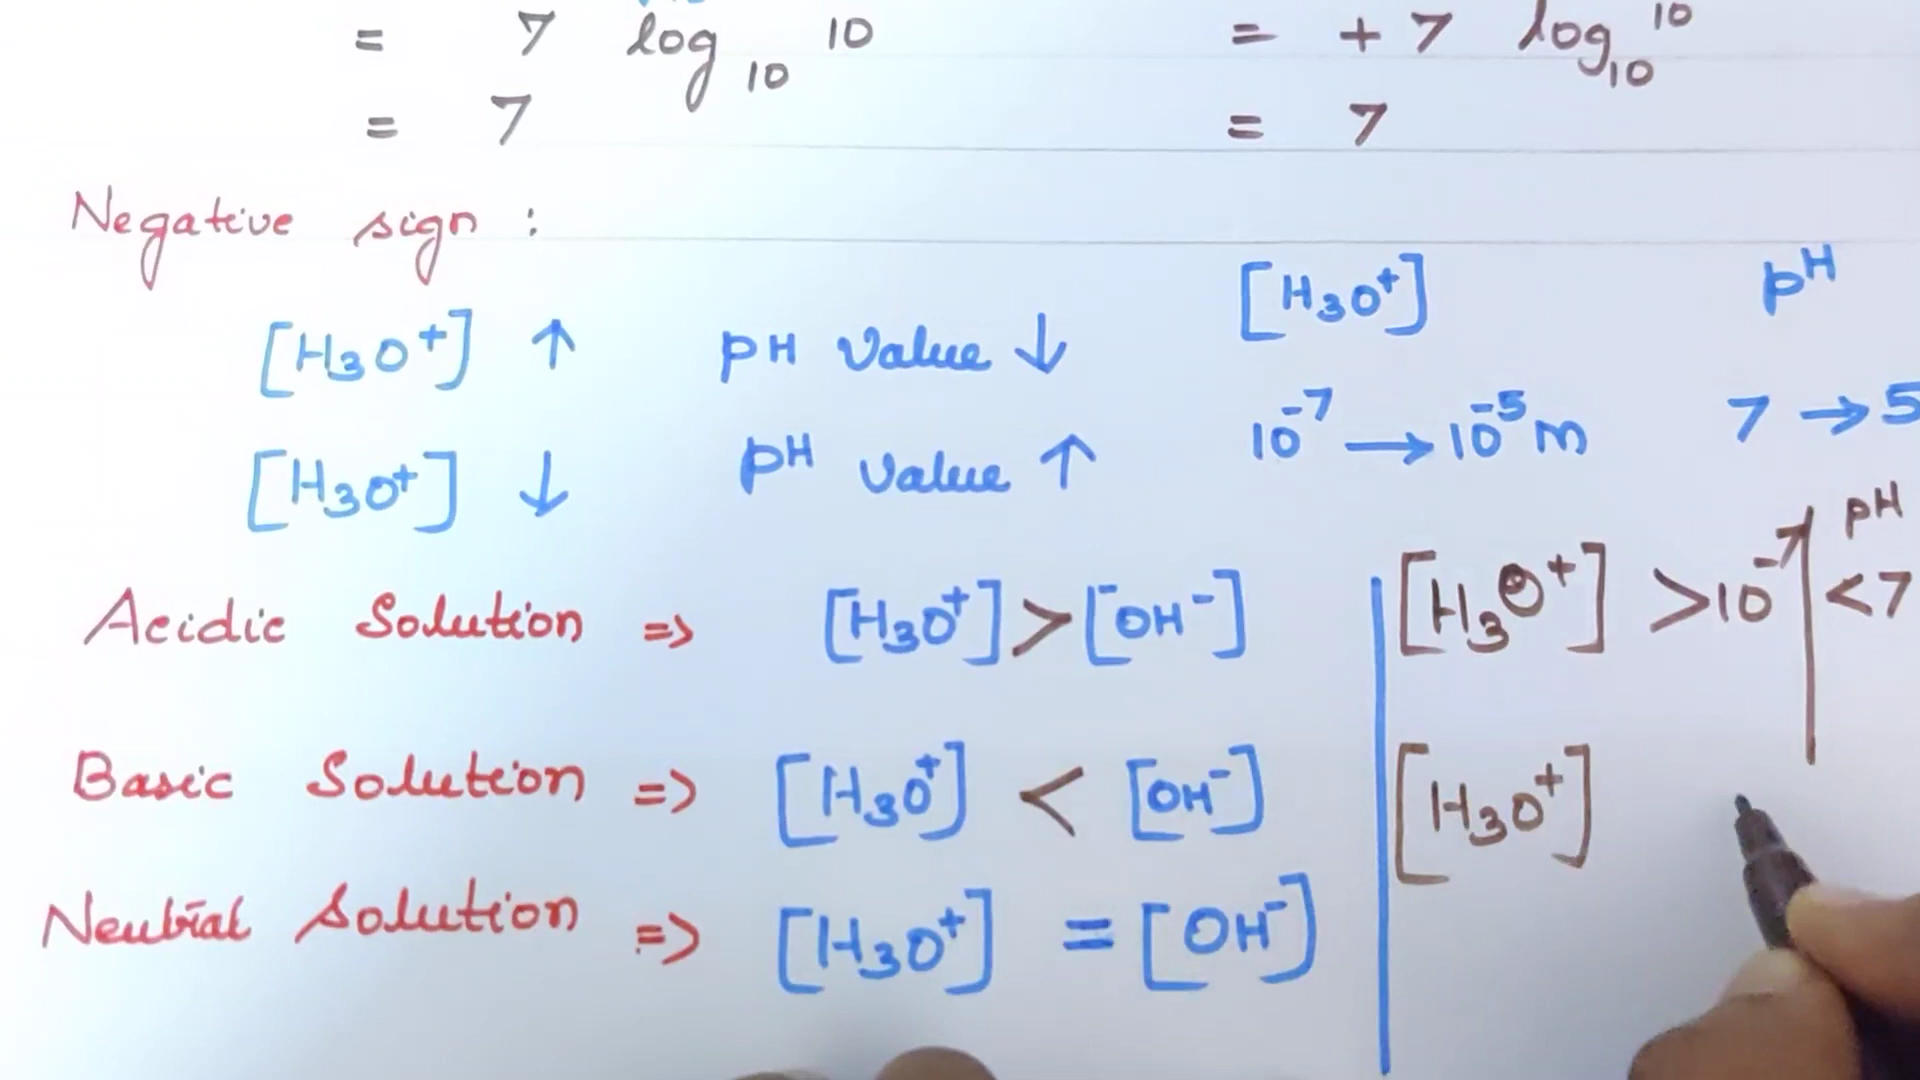 = 7 log₁₀ 10 = + 7 log₁₀ 10
= 7 = 7
Negative sign :
[H₃O⁺] pH
[H₃O⁺] ↑ pH Value ↓
10⁻⁷ → 10⁻⁵ m 7 → 5
[H₃O⁺] ↓ pH Value ↑
pH
Acidic Solution => [H₃O⁺] > [⁻OH⁻] [H₃O⁺] > 10⁻⁷ < 7
Basic Solution => [H₃O⁺] < [OH⁻] [H₃O⁺]
Neutral Solution => [H₃O⁺] = [OH⁻]